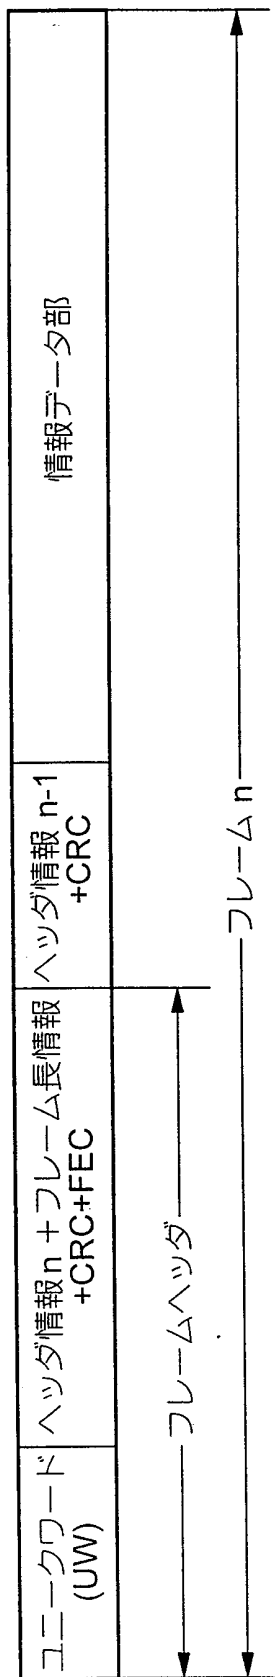 ユニークワード
(UW)
ヘッダ情報n+フレーム長情報
+CRC+FEC
ヘッダ情報 n-1
+CRC
情報データ部
フレームヘッダ
フレームn